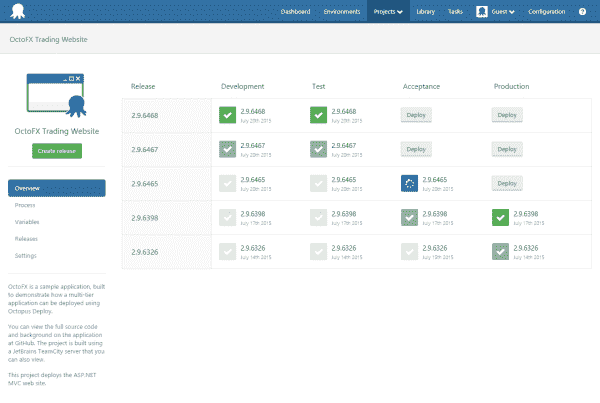 Dashboard Environments Projects Library Tasks Guest Configuration
OctoFX Trading Website
OctoFX Trading Website
Create release
Overview
Process
Variables
Releases
Settings
OctoFX is a sample application, built
to demonstrate how a multi-tier
application can be deployed using
Octopus Deploy.
You can view the full source code
and background on the application
at GitHub. The project is built using
a JetBrains TeamCity server that you
can also view.
This project deploys the ASP.NET
MVC web site.
Release Development Test Acceptance Production
2.9.6468 2.9.6468 2.9.6468 Deploy Deploy
July 20th 2015 July 20th 2015
2.9.6467 2.9.6467 2.9.6467 Deploy Deploy
July 20th 2015 July 20th 2015
2.9.6465 2.9.6465 2.9.6465 2.9.6465 Deploy
July 20th 2015 July 20th 2015 July 20th 2015
2.9.6398 2.9.6398 2.9.6398 2.9.6398 2.9.6398
July 17th 2015 July 17th 2015 July 17th 2015 July 17th 2015
2.9.6326 2.9.6326 2.9.6326 2.9.6326 2.9.6326
July 14th 2015 July 14th 2015 July 15th 2015 July 14th 2015